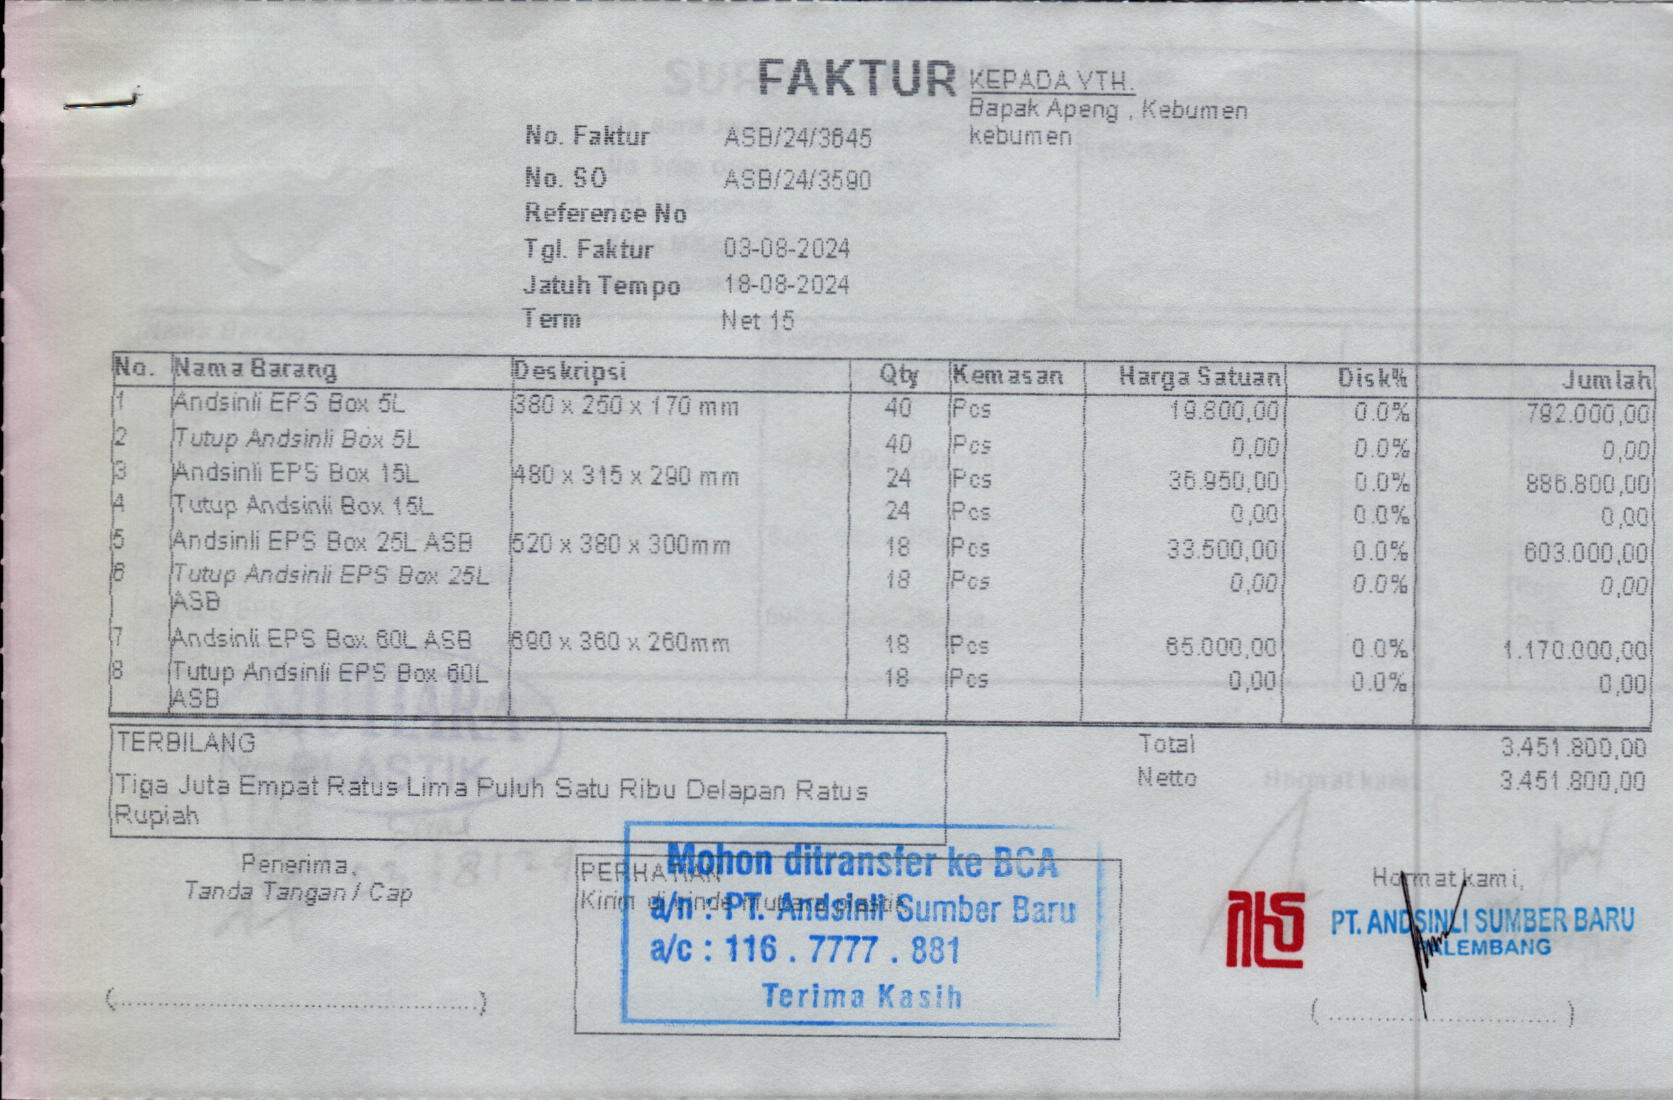 FAKTUR
KEPADA YTH.
Bapak Apeng , Kebumen
kebumen
No. Faktur ASB/24/3645
No. SO ASB/24/3590
Reference No
Tgl. Faktur 03-08-2024
Jatuh Tempo 18-08-2024
Term Net 15
No. Nama Barang Deskripsi Qty Kemasan Harga Satuan Disk% Jumlah
1 Andsinli EPS Box 5L 380 x 250 x 170 mm 40 Pcs 19.800,00 0.0% 792.000,00
2 Tutup Andsinli Box 5L 40 Pcs 0,00 0.0% 0,00
3 Andsinli EPS Box 15L 480 x 315 x 290 mm 24 Pcs 36.950,00 0.0% 886.800,00
4 Tutup Andsinli Box 15L 24 Pcs 0,00 0.0% 0,00
5 Andsinli EPS Box 25L ASB 520 x 380 x 300mm 18 Pcs 33.500,00 0.0% 603.000,00
6 Tutup Andsinli EPS Box 25L 18 Pcs 0,00 0.0% 0,00
ASB
7 Andsinli EPS Box 60L ASB 690 x 360 x 260mm 18 Pcs 65.000,00 0.0% 1.170.000,00
8 Tutup Andsinli EPS Box 60L 18 Pcs 0,00 0.0% 0,00
ASB
TERBILANG
Tiga Juta Empat Ratus Lima Puluh Satu Ribu Delapan Ratus
Rupiah
Total 3.451.800,00
Netto 3.451.800,00
MUTIARA
PLASTIK
Penerima,
Tanda Tangan / Cap
(........................................)
PERHATIAN
Kirim
Mohon ditransfer ke BCA
a/n : PT. Andsinli Sumber Baru
a/c : 116 . 7777 . 881
Terima Kasih
Hormat kami,
PT. ANDSINLI SUMBER BARU
PALEMBANG
(..........................)